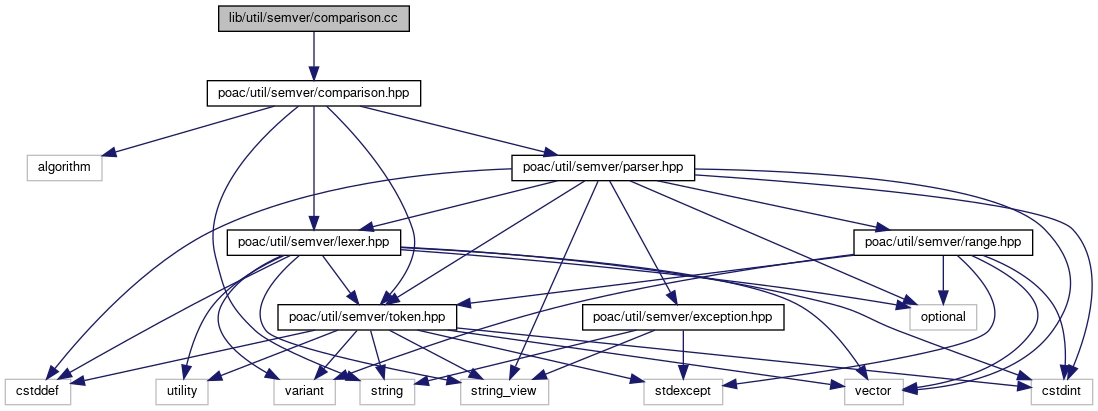 lib/util/semver/comparison.cc
poac/util/semver/comparison.hpp
algorithm
poac/util/semver/parser.hpp
poac/util/semver/lexer.hpp
poac/util/semver/range.hpp
poac/util/semver/token.hpp
poac/util/semver/exception.hpp
optional
cstddef
utility
variant
string
string_view
stdexcept
vector
cstdint